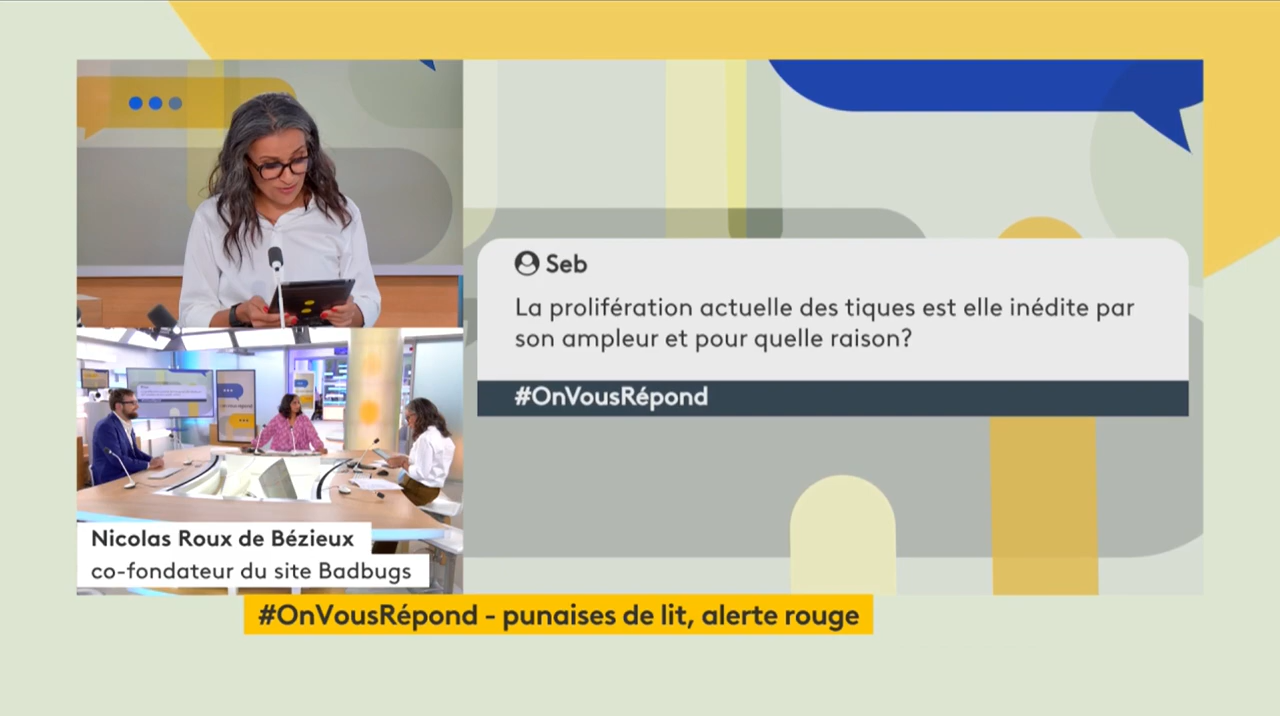 Seb
La prolifération actuelle des tiques est elle inédite par
son ampleur et pour quelle raison?
#OnVousRépond
Nicolas Roux de Bézieux
co-fondateur du site Badbugs
#OnVousRépond - punaises de lit, alerte rouge